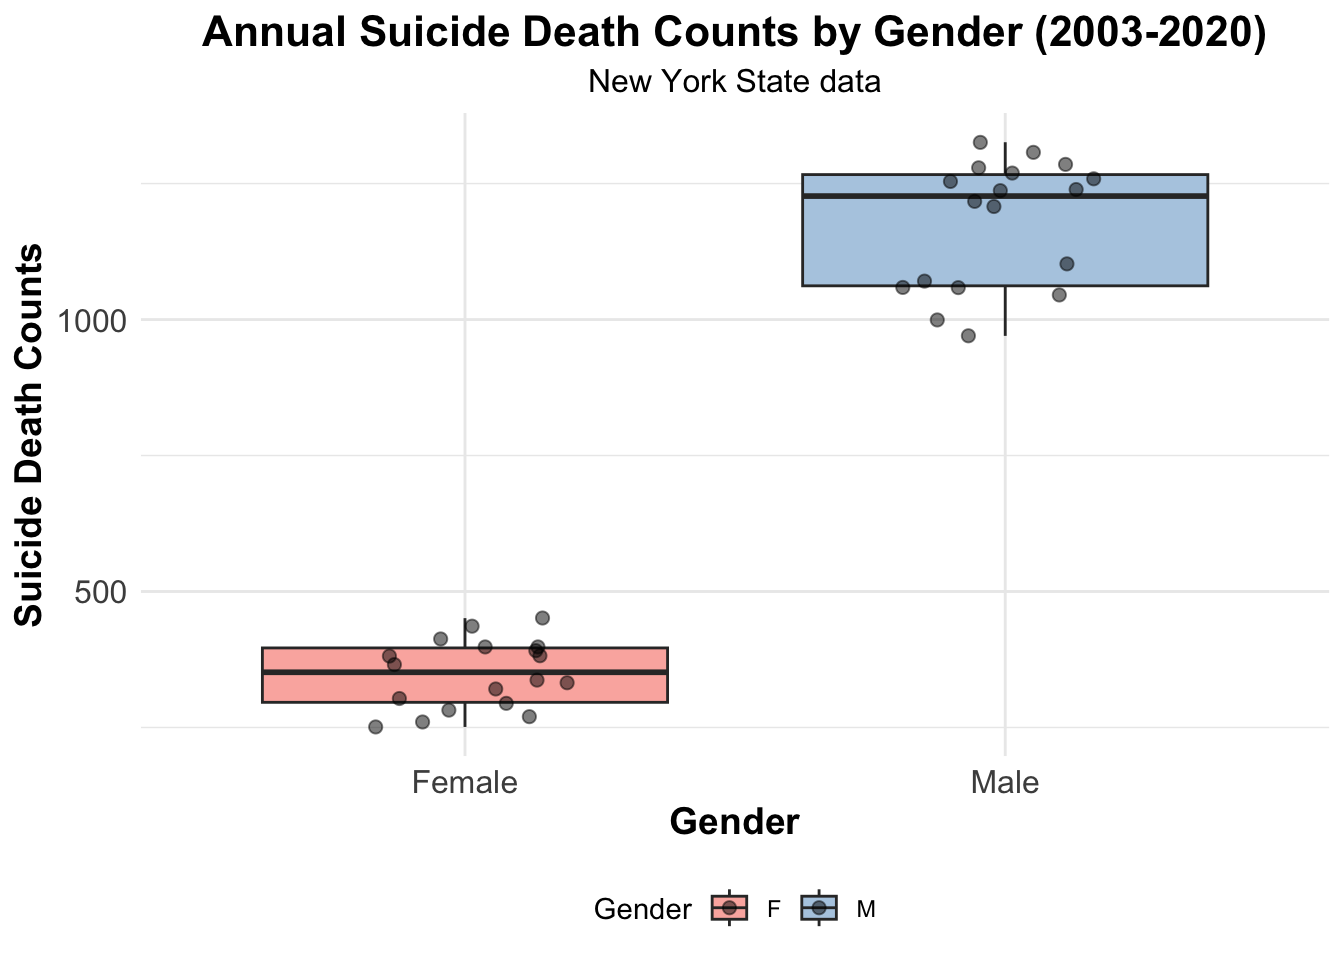 Annual Suicide Death Counts by Gender (2003-2020)
New York State data
Suicide Death Counts
1000
500
Female
Male
Gender
Gender
F
M